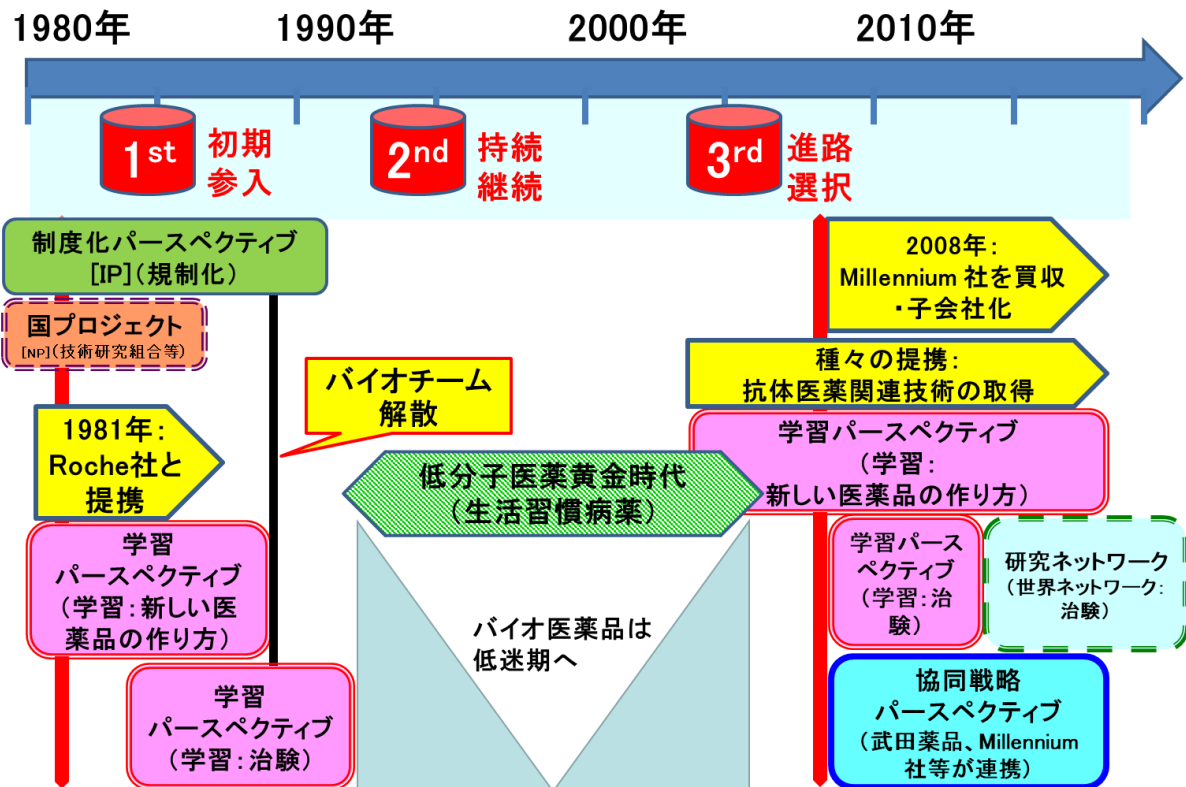 1980年
1990年
2000年
2010年
1st
初期
参入
2nd
持続
継続
3rd
進路
選択
制度化パースペクティブ
[IP](規制化)
国プロジェクト
[NP](技術研究組合等)
1981年:
Roche社と
提携
学習
パースペクティブ
(学習:新しい医
薬品の作り方)
学習
パースペクティブ
(学習:治験)
バイオチーム
解散
低分子医薬黄金時代
(生活習慣病薬)
バイオ医薬品は
低迷期へ
2008年:
Millennium 社を買収
・子会社化
種々の提携:
抗体医薬関連技術の取得
学習パースペクティブ
(学習:
新しい医薬品の作り方)
学習パース
ペクティブ
(学習:治
験)
研究ネットワーク
(世界ネットワーク:
治験)
協同戦略
パースペクティブ
(武田薬品、Millennium
社等が連携)